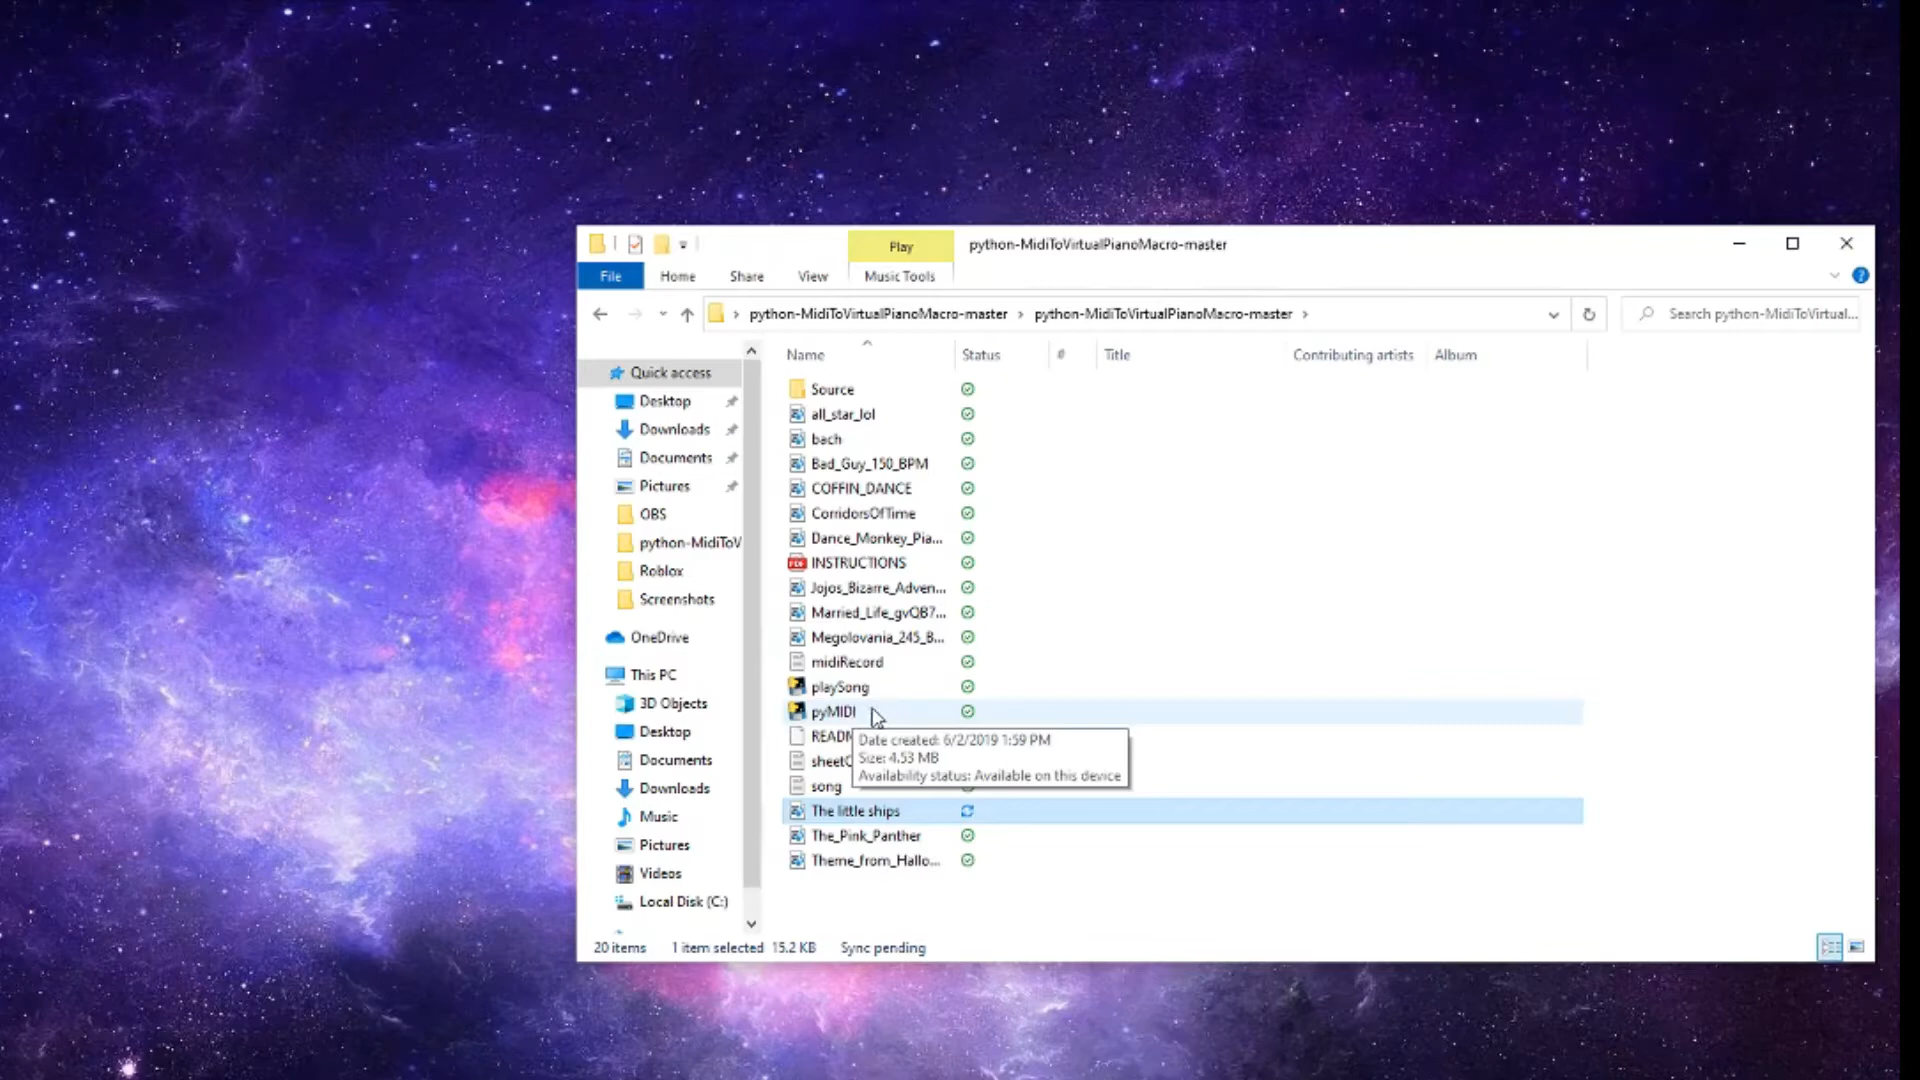 Play
python-MidiToVirtualPianoMacro-master
File
Home
Share
View
Music Tools
python-MidiToVirtualPianoMacro-master
python-MidiToVirtualPianoMacro-master
Search python-MidiToVirtual...
Name
Status
#
Title
Contributing artists
Album
Quick access
Desktop
Downloads
Documents
Pictures
OBS
python-MidiToV
Roblox
Screenshots
OneDrive
This PC
3D Objects
Desktop
Documents
Downloads
Music
Pictures
Videos
Local Disk (C:)
Source
all_star_lol
bach
Bad_Guy_150_BPM
COFFIN_DANCE
CorridorsOfTime
Dance_Monkey_Pia...
PDF INSTRUCTIONS
Jojos_Bizarre_Adven...
Married_Life_gvQB7...
Megolovania_245_B...
midiRecord
playSong
pyMIDI
READM
sheetC
song
The little ships
The_Pink_Panther
Theme_from_Hallo...
Date created: 6/2/2019 1:59 PM
Size: 4.53 MB
Availability status: Available on this device
20 items
1 item selected 15.2 KB
Sync pending